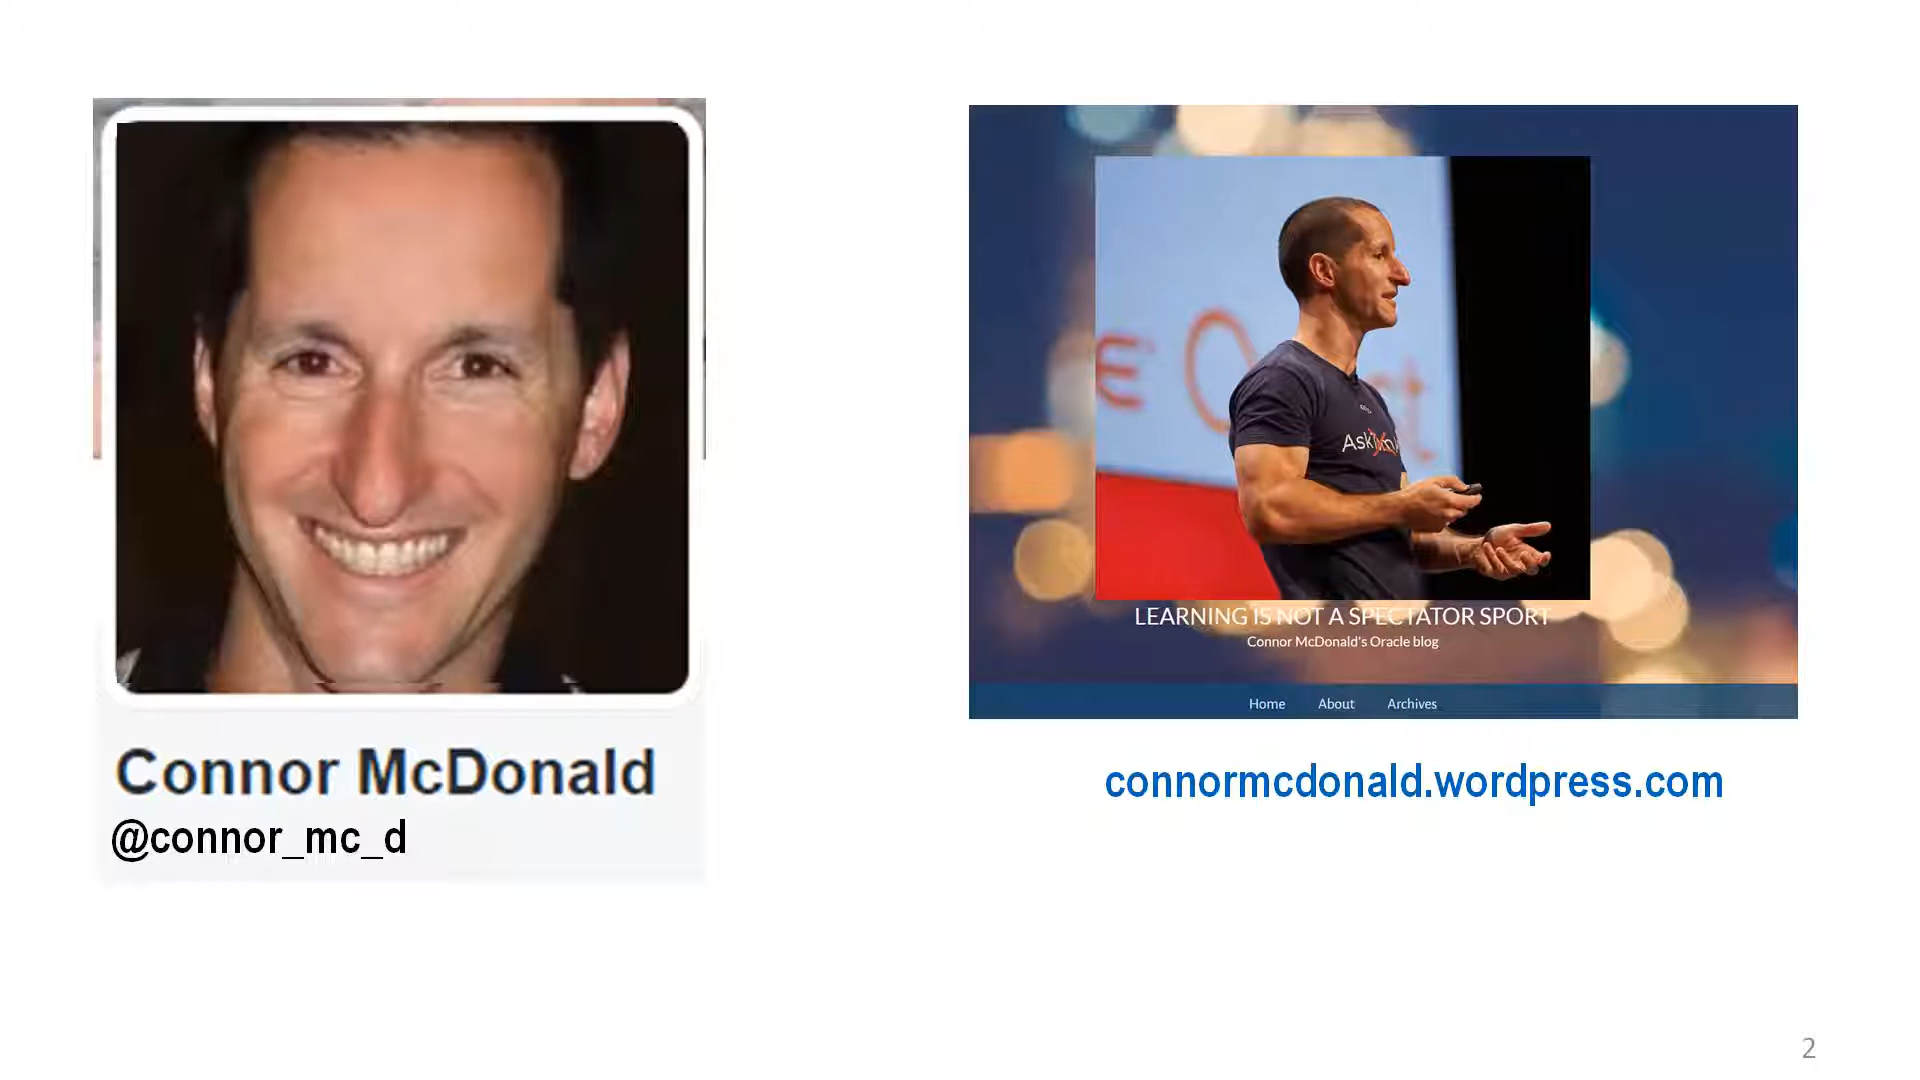 Connor McDonald
@connor_mc_d
LEARNING IS NOT A SPECTATOR SPORT
Connor McDonald's Oracle blog
Home About Archives
connormcdonald.wordpress.com
2